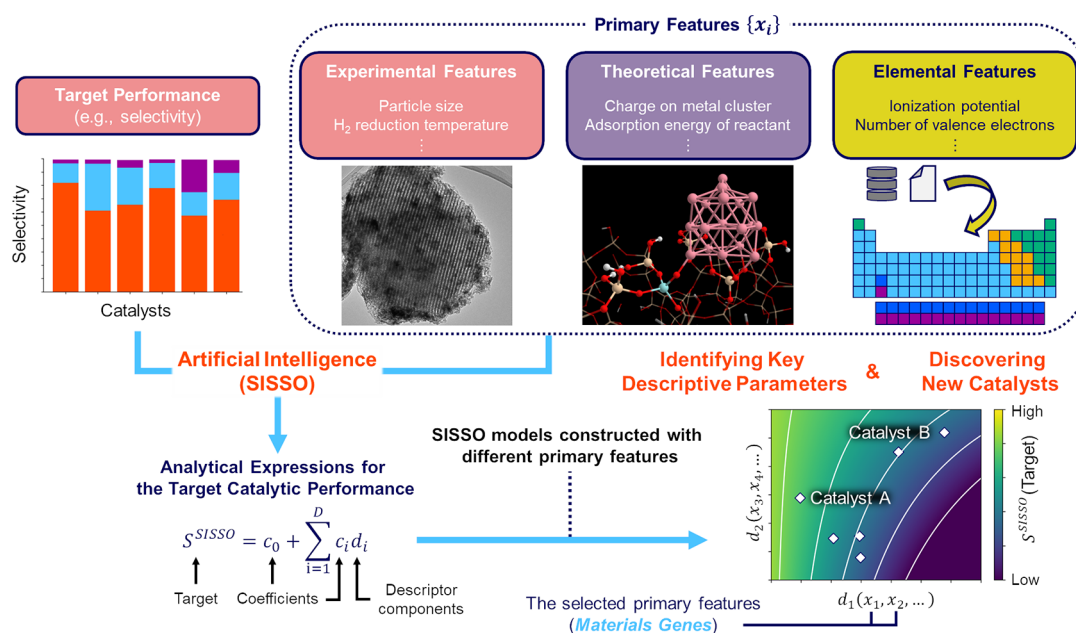 Primary Features {xᵢ}
Target Performance
(e.g., selectivity)
Experimental Features
Particle size
H₂ reduction temperature
⋮
Theoretical Features
Charge on metal cluster
Adsorption energy of reactant
⋮
Elemental Features
Ionization potential
Number of valence electrons
⋮
Selectivity
Catalysts
Artificial Intelligence
(SISSO)
Identifying Key
Descriptive Parameters
&
Discovering
New Catalysts
Analytical Expressions for
the Target Catalytic Performance
S^SISSO = c₀ + ∑ᵢ₌₁ᴰ cᵢdᵢ
Target
Coefficients
Descriptor
components
SISSO models constructed with
different primary features
d₂(x₃, x₄, …)
Catalyst B
Catalyst A
High
Low
S^SISSO (Target)
d₁(x₁, x₂, …)
The selected primary features
(Materials Genes)